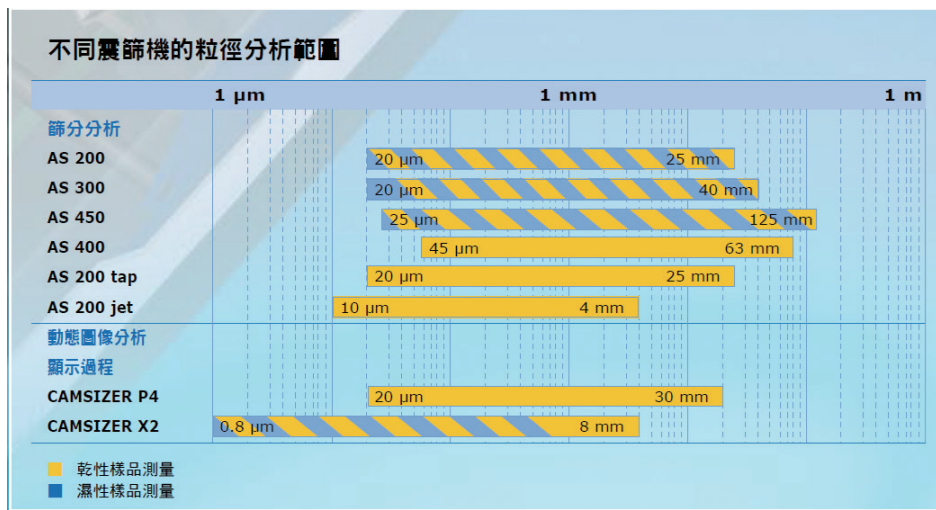 不同震篩機的粒徑分析範圍
1 µm 1 mm 1 m
篩分分析
AS 200 20 µm 25 mm
AS 300 20 µm 40 mm
AS 450 25 µm 125 mm
AS 400 45 µm 63 mm
AS 200 tap 20 µm 25 mm
AS 200 jet 10 µm 4 mm
動態圖像分析
顯示過程
CAMSIZER P4 20 µm 30 mm
CAMSIZER X2 0.8 µm 8 mm
乾性樣品測量
濕性樣品測量